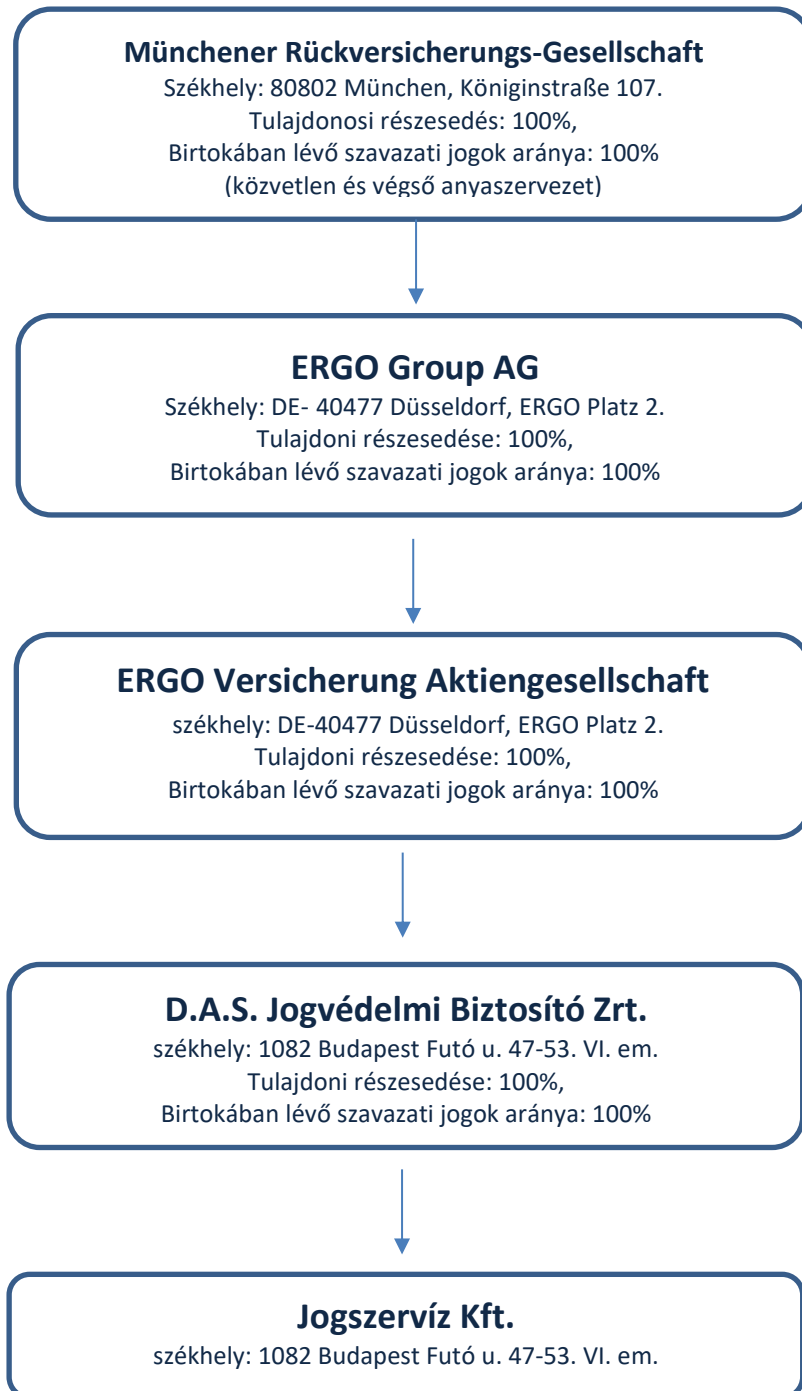 Münchener Rückversicherungs-Gesellschaft
Székhely: 80802 München, Königinstraße 107.
Tulajdonosi részesedés: 100%,
Birtokában lévő szavazati jogok aránya: 100%
(közvetlen és végső anyaszervezet)
ERGO Group AG
Székhely: DE- 40477 Düsseldorf, ERGO Platz 2.
Tulajdoni részesedése: 100%,
Birtokában lévő szavazati jogok aránya: 100%
ERGO Versicherung Aktiengesellschaft
székhely: DE-40477 Düsseldorf, ERGO Platz 2.
Tulajdoni részesedése: 100%,
Birtokában lévő szavazati jogok aránya: 100%
D.A.S. Jogvédelmi Biztosító Zrt.
székhely: 1082 Budapest Futó u. 47-53. VI. em.
Tulajdoni részesedése: 100%,
Birtokában lévő szavazati jogok aránya: 100%
Jogszervíz Kft.
székhely: 1082 Budapest Futó u. 47-53. VI. em.